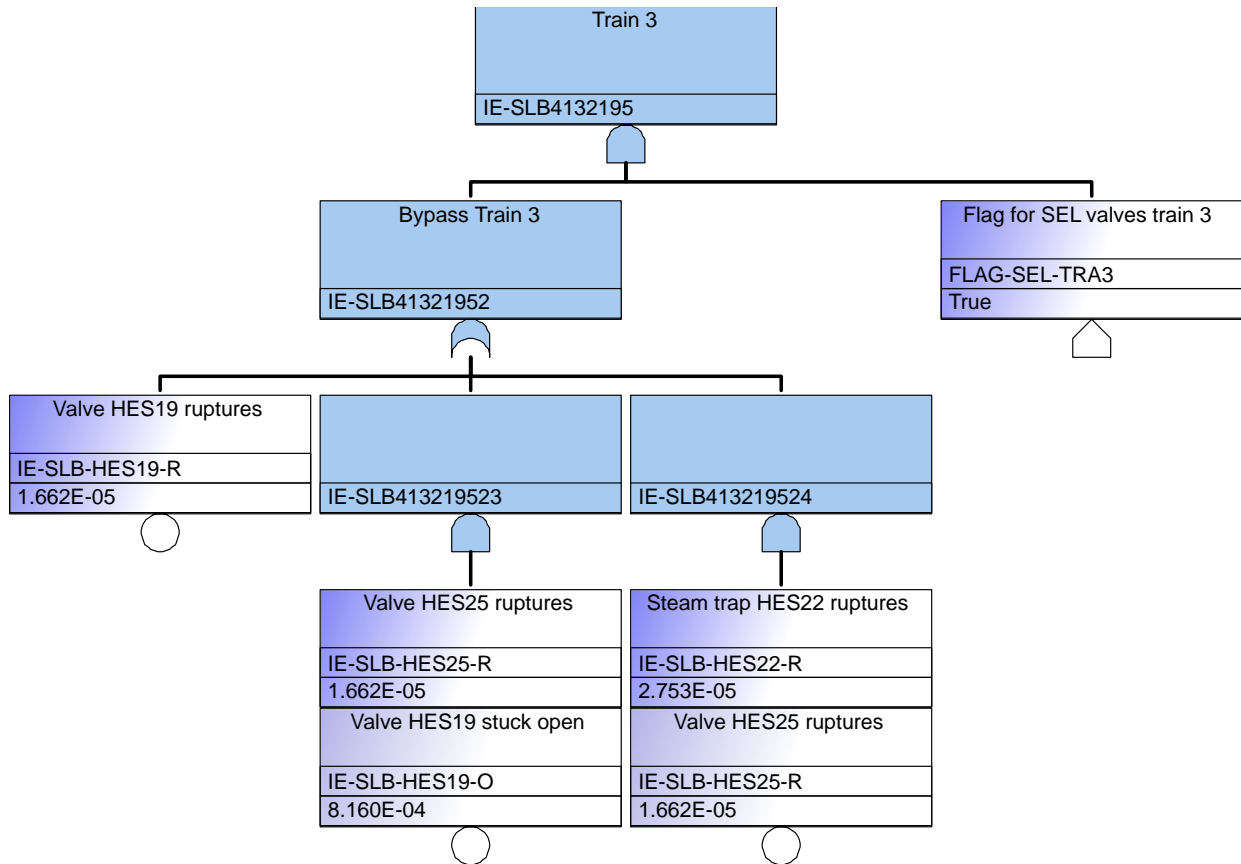 Train 3
IE-SLB4132195
Bypass Train 3
IE-SLB41321952
Flag for SEL valves train 3
FLAG-SEL-TRA3
True
Valve HES19 ruptures
IE-SLB-HES19-R
1.662E-05
IE-SLB413219523
IE-SLB413219524
Valve HES25 ruptures
IE-SLB-HES25-R
1.662E-05
Valve HES19 stuck open
IE-SLB-HES19-O
8.160E-04
Steam trap HES22 ruptures
IE-SLB-HES22-R
2.753E-05
Valve HES25 ruptures
IE-SLB-HES25-R
1.662E-05